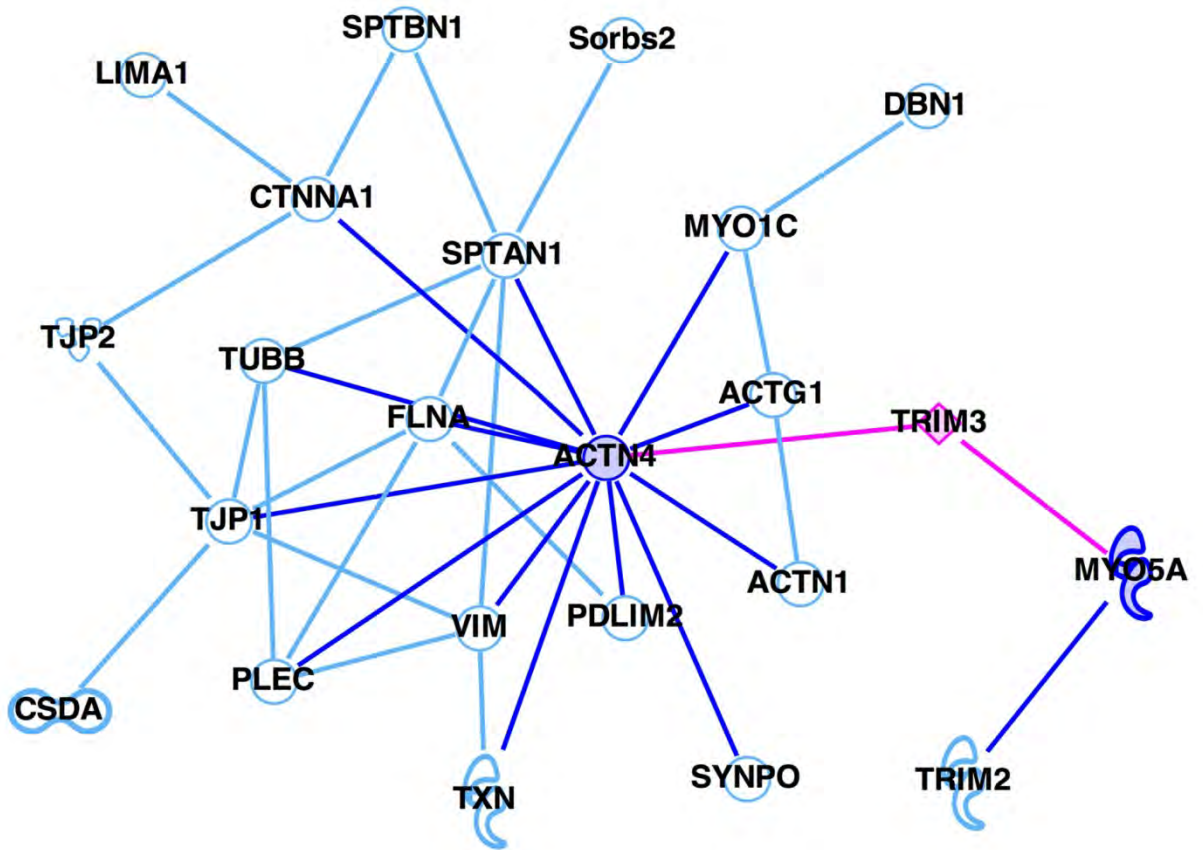 SPTBN1
Sorbs2
LIMA1
DBN1
CTNNA1
MYO1C
SPTAN1
TJP2
TUBB
ACTG1
FLNA
TRIM3
ACTN4
TJP1
MYO5A
ACTN1
PDLIM2
VIM
PLEC
CSDA
SYNPO
TRIM2
TXN